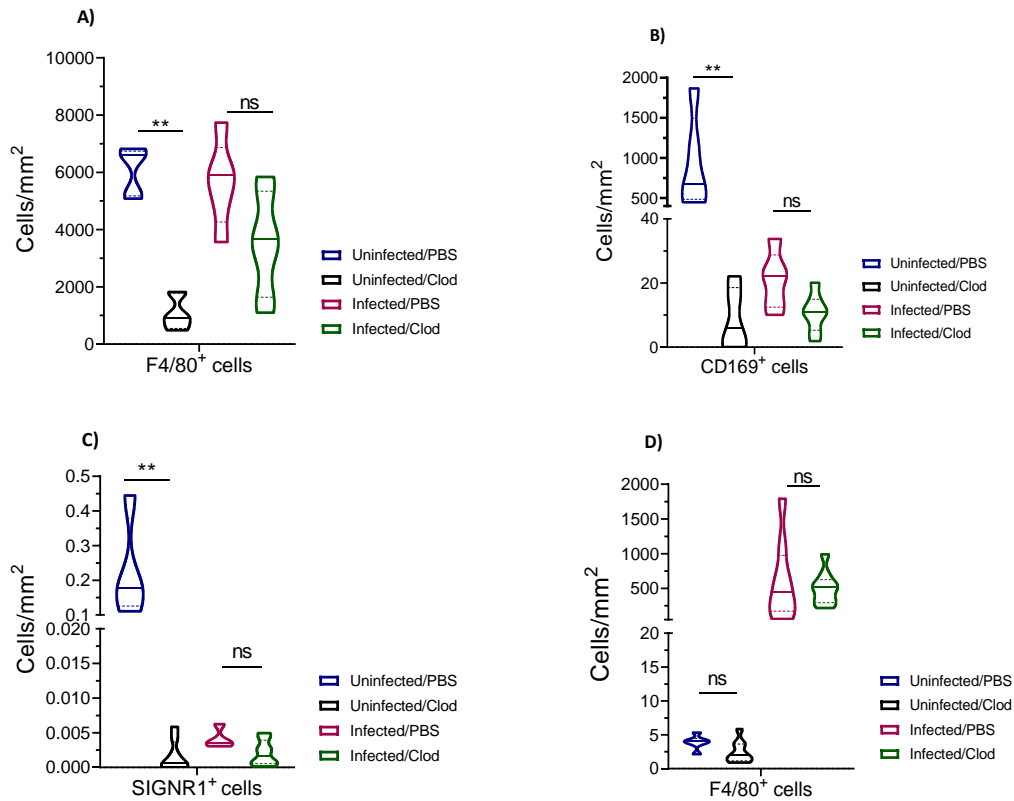 A)
10000
8000
6000
4000
2000
0
Cells/mm²
**
ns
F4/80⁺ cells
Uninfected/PBS
Uninfected/Clod
Infected/PBS
Infected/Clod
B)
2000
1500
1000
500
40
20
0
Cells/mm²
**
ns
CD169⁺ cells
Uninfected/PBS
Uninfected/Clod
Infected/PBS
Infected/Clod
C)
0.5
0.4
0.3
0.2
0.1
0.020
0.015
0.010
0.005
0.000
Cells/mm²
**
ns
SIGNR1⁺ cells
Uninfected/PBS
Uninfected/Clod
Infected/PBS
Infected/Clod
D)
2000
1500
1000
500
25
20
15
10
5
0
Cells/mm²
ns
ns
F4/80⁺ cells
Uninfected/PBS
Uninfected/Clod
Infected/PBS
Infected/Clod